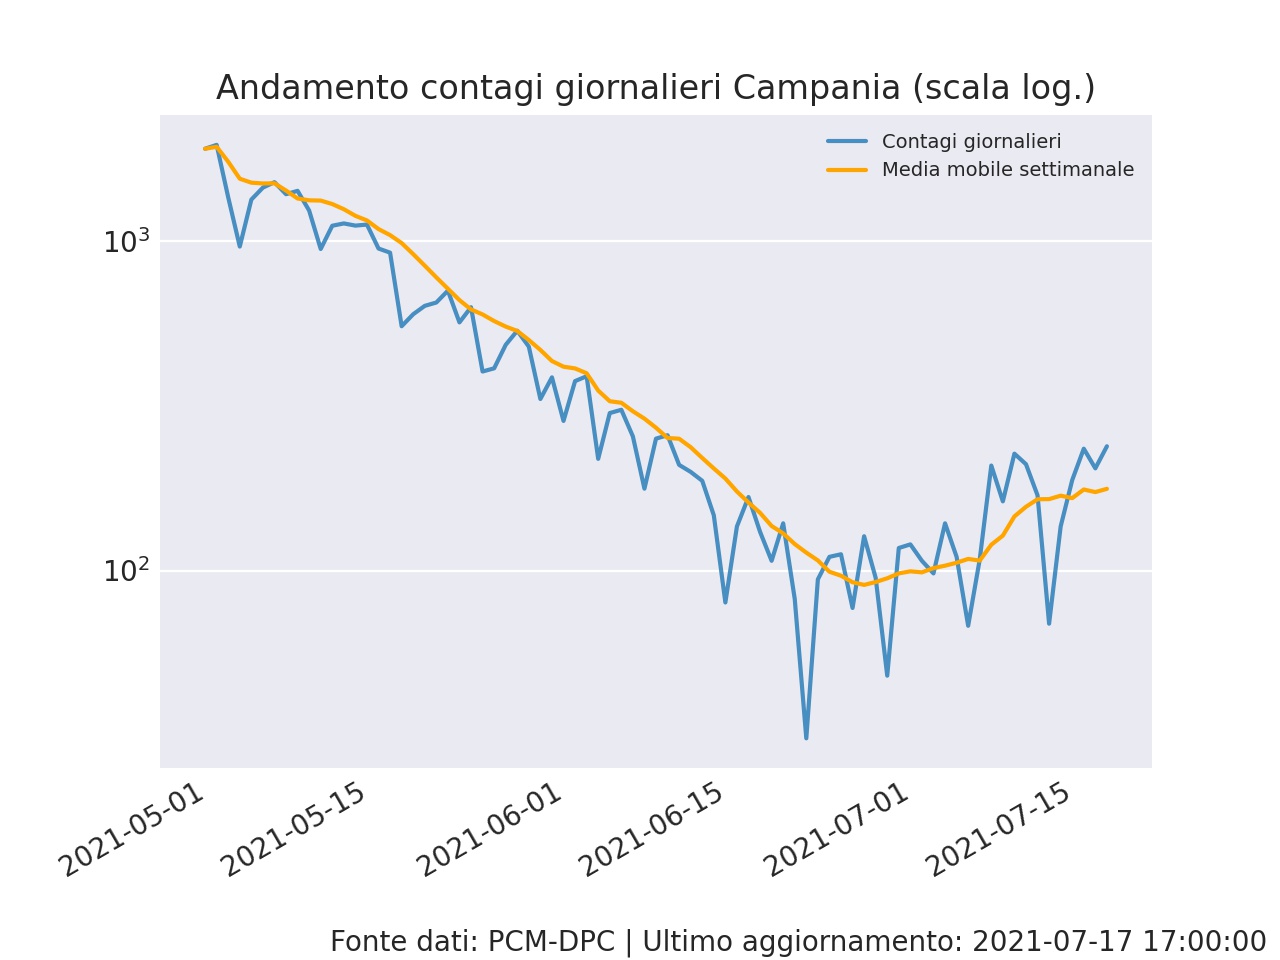 Andamento contagi giornalieri Campania (scala log.)
Contagi giornalieri
Media mobile settimanale
10³
10²
2021-05-01
2021-05-15
2021-06-01
2021-06-15
2021-07-01
2021-07-15
Fonte dati: PCM-DPC | Ultimo aggiornamento: 2021-07-17 17:00:00